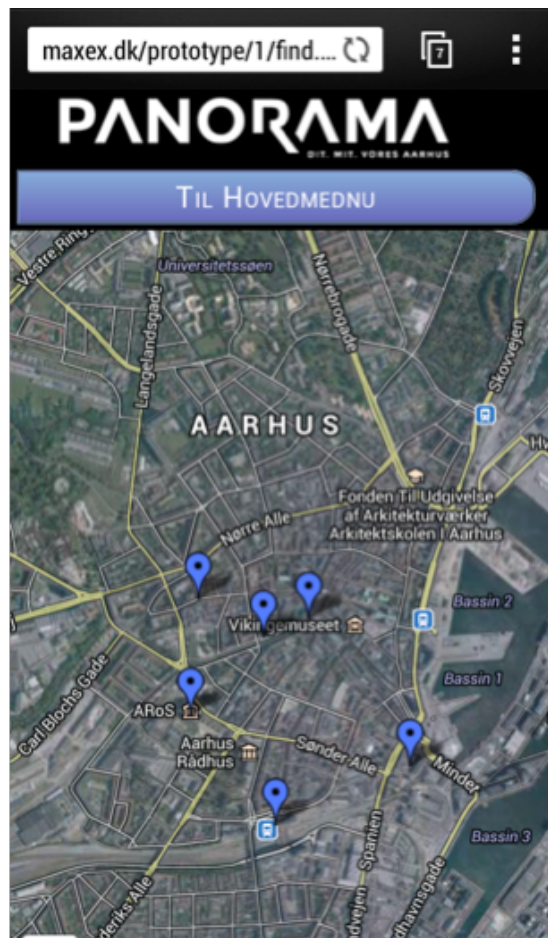 maxex.dk/prototype/1/find....
7
PANORAMA
DIT. MIT. VORES AARHUS
TIL HOVEDMEDNU
Vestre Ring
Universitetssøen
Langelandsgade
Nørrebrogade
Skovvejen
AARHUS
Fonden Til Udgivelse
af Arkitekturværker
Arkitektskolen I Aarhus
Nørre Alle
Bassin 2
Vikingemuseet
Bassin 1
Carl Blochs Gade
ARoS
Aarhus
Rådhus
Sønder Alle
Mindet
Spanien
Bassin 3